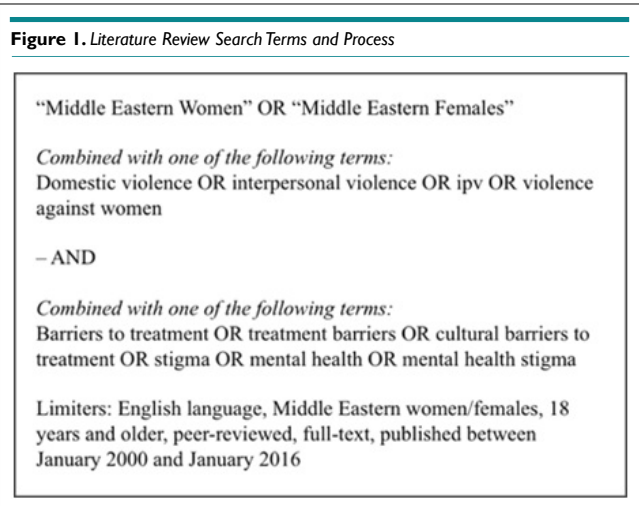 Figure 1. Literature Review Search Terms and Process
“Middle Eastern Women” OR “Middle Eastern Females”
Combined with one of the following terms:
Domestic violence OR interpersonal violence OR ipv OR violence
against women
– AND
Combined with one of the following terms:
Barriers to treatment OR treatment barriers OR cultural barriers to
treatment OR stigma OR mental health OR mental health stigma
Limiters: English language, Middle Eastern women/females, 18
years and older, peer-reviewed, full-text, published between
January 2000 and January 2016